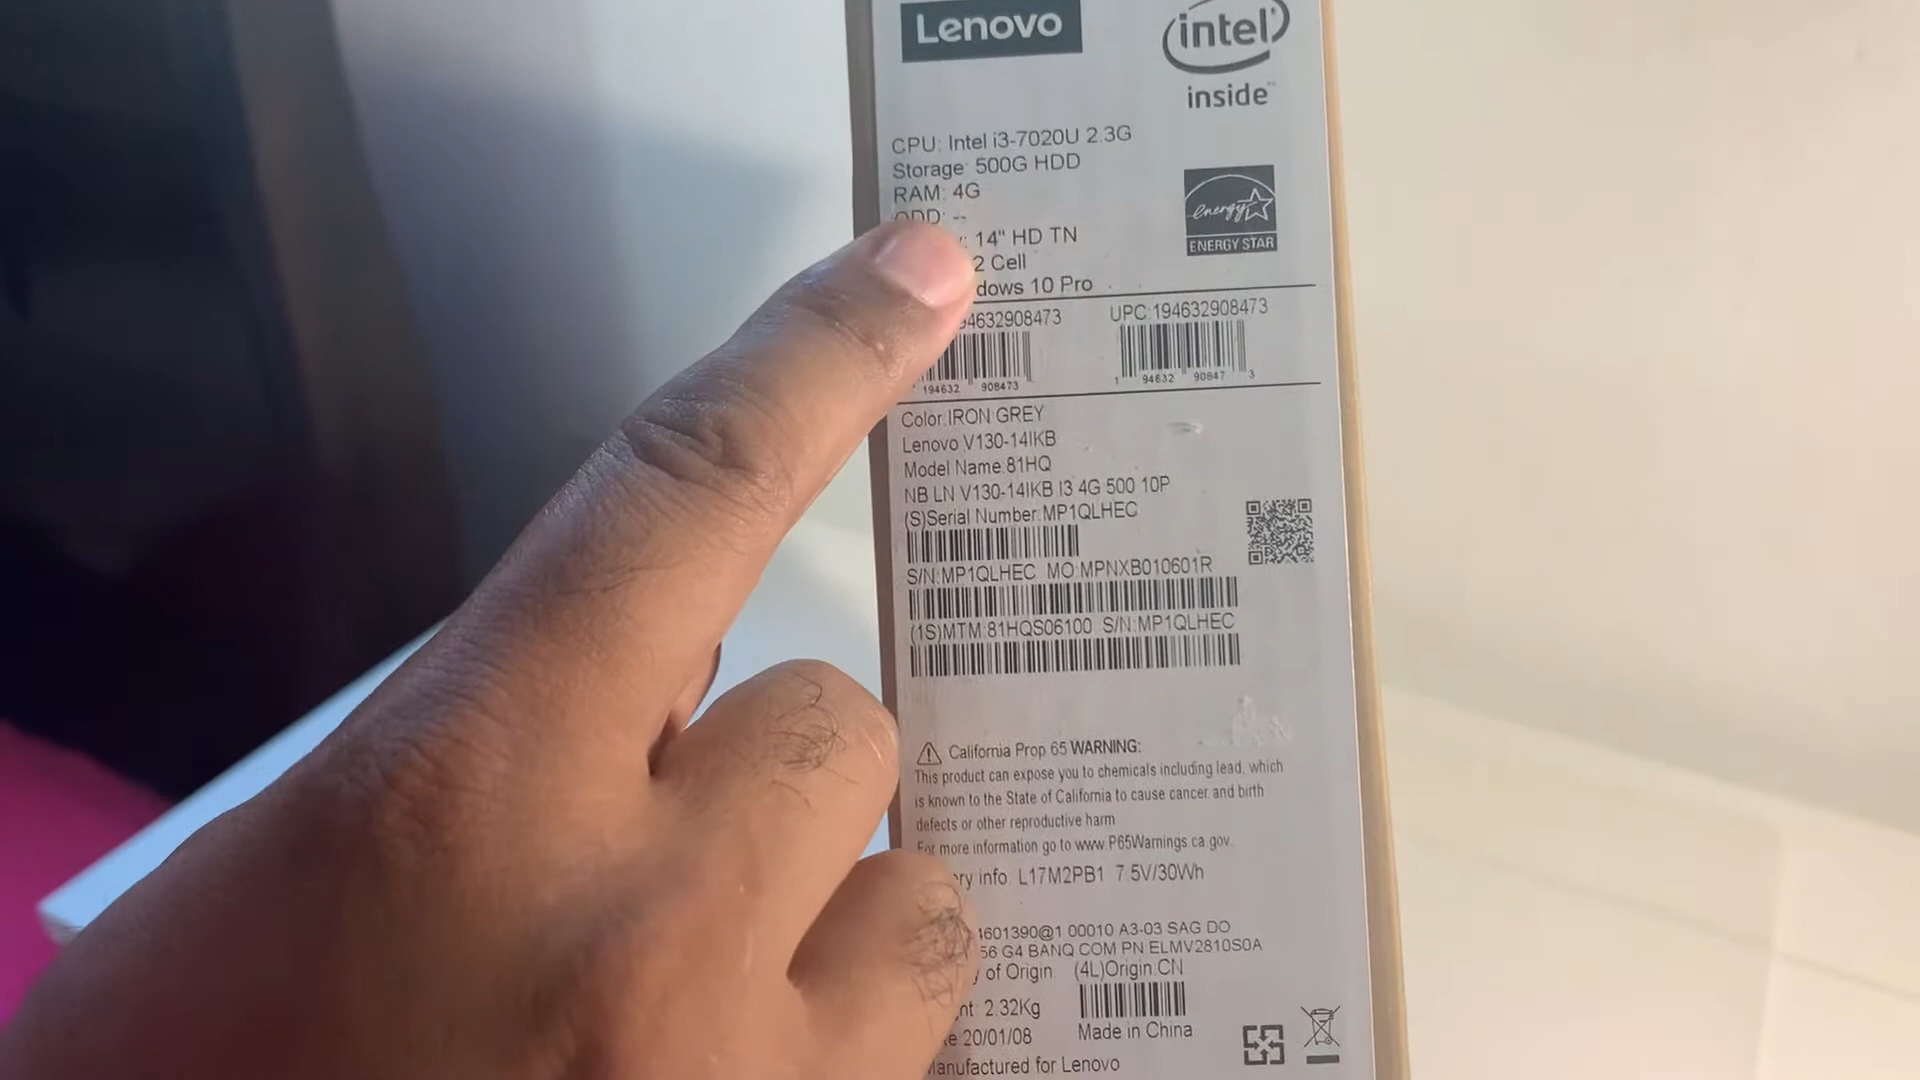 Lenovo
intel
inside™
CPU: Intel i3-7020U 2.3G
Storage: 500G HDD
RAM: 4G
ODD: --
14" HD TN
2 Cell
10 Pro
energy
ENERGY STAR
UPC:194632908473
194632 908473
1 94632 90847 3
Color:IRON GREY
Lenovo V130-14IKB
Model Name:81HQ
NB LN V130-14IKB I3 4G 500 10P
(S)Serial Number:MP1QLHEC
S/N:MP1QLHEC MO:MPNXB010601R
(1S)MTM:81HQS06100 S/N:MP1QLHEC
California Prop 65 WARNING:
This product can expose you to chemicals including lead, which
is known to the State of California to cause cancer and birth
defects or other reproductive harm
For more information go to www.P65Warnings.ca.gov.
info: L17M2PB1 7.5V/30Wh
00010 A3-03 SAG DO
G4 BANQ COM PN ELMV2810S0A
of Origin (4L)Origin:CN
2.32Kg
20/01/08 Made in China
Manufactured for Lenovo